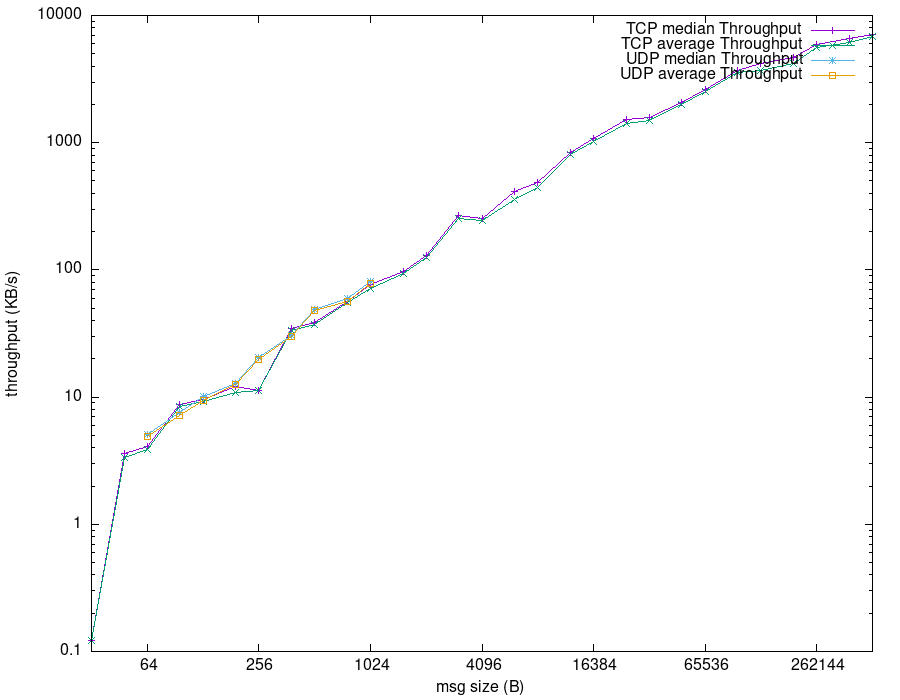 10000
1000
100
10
1
0.1
throughput (KB/s)
TCP median Throughput
TCP average Throughput
UDP median Throughput
UDP average Throughput
64 256 1024 4096 16384 65536 262144
msg size (B)